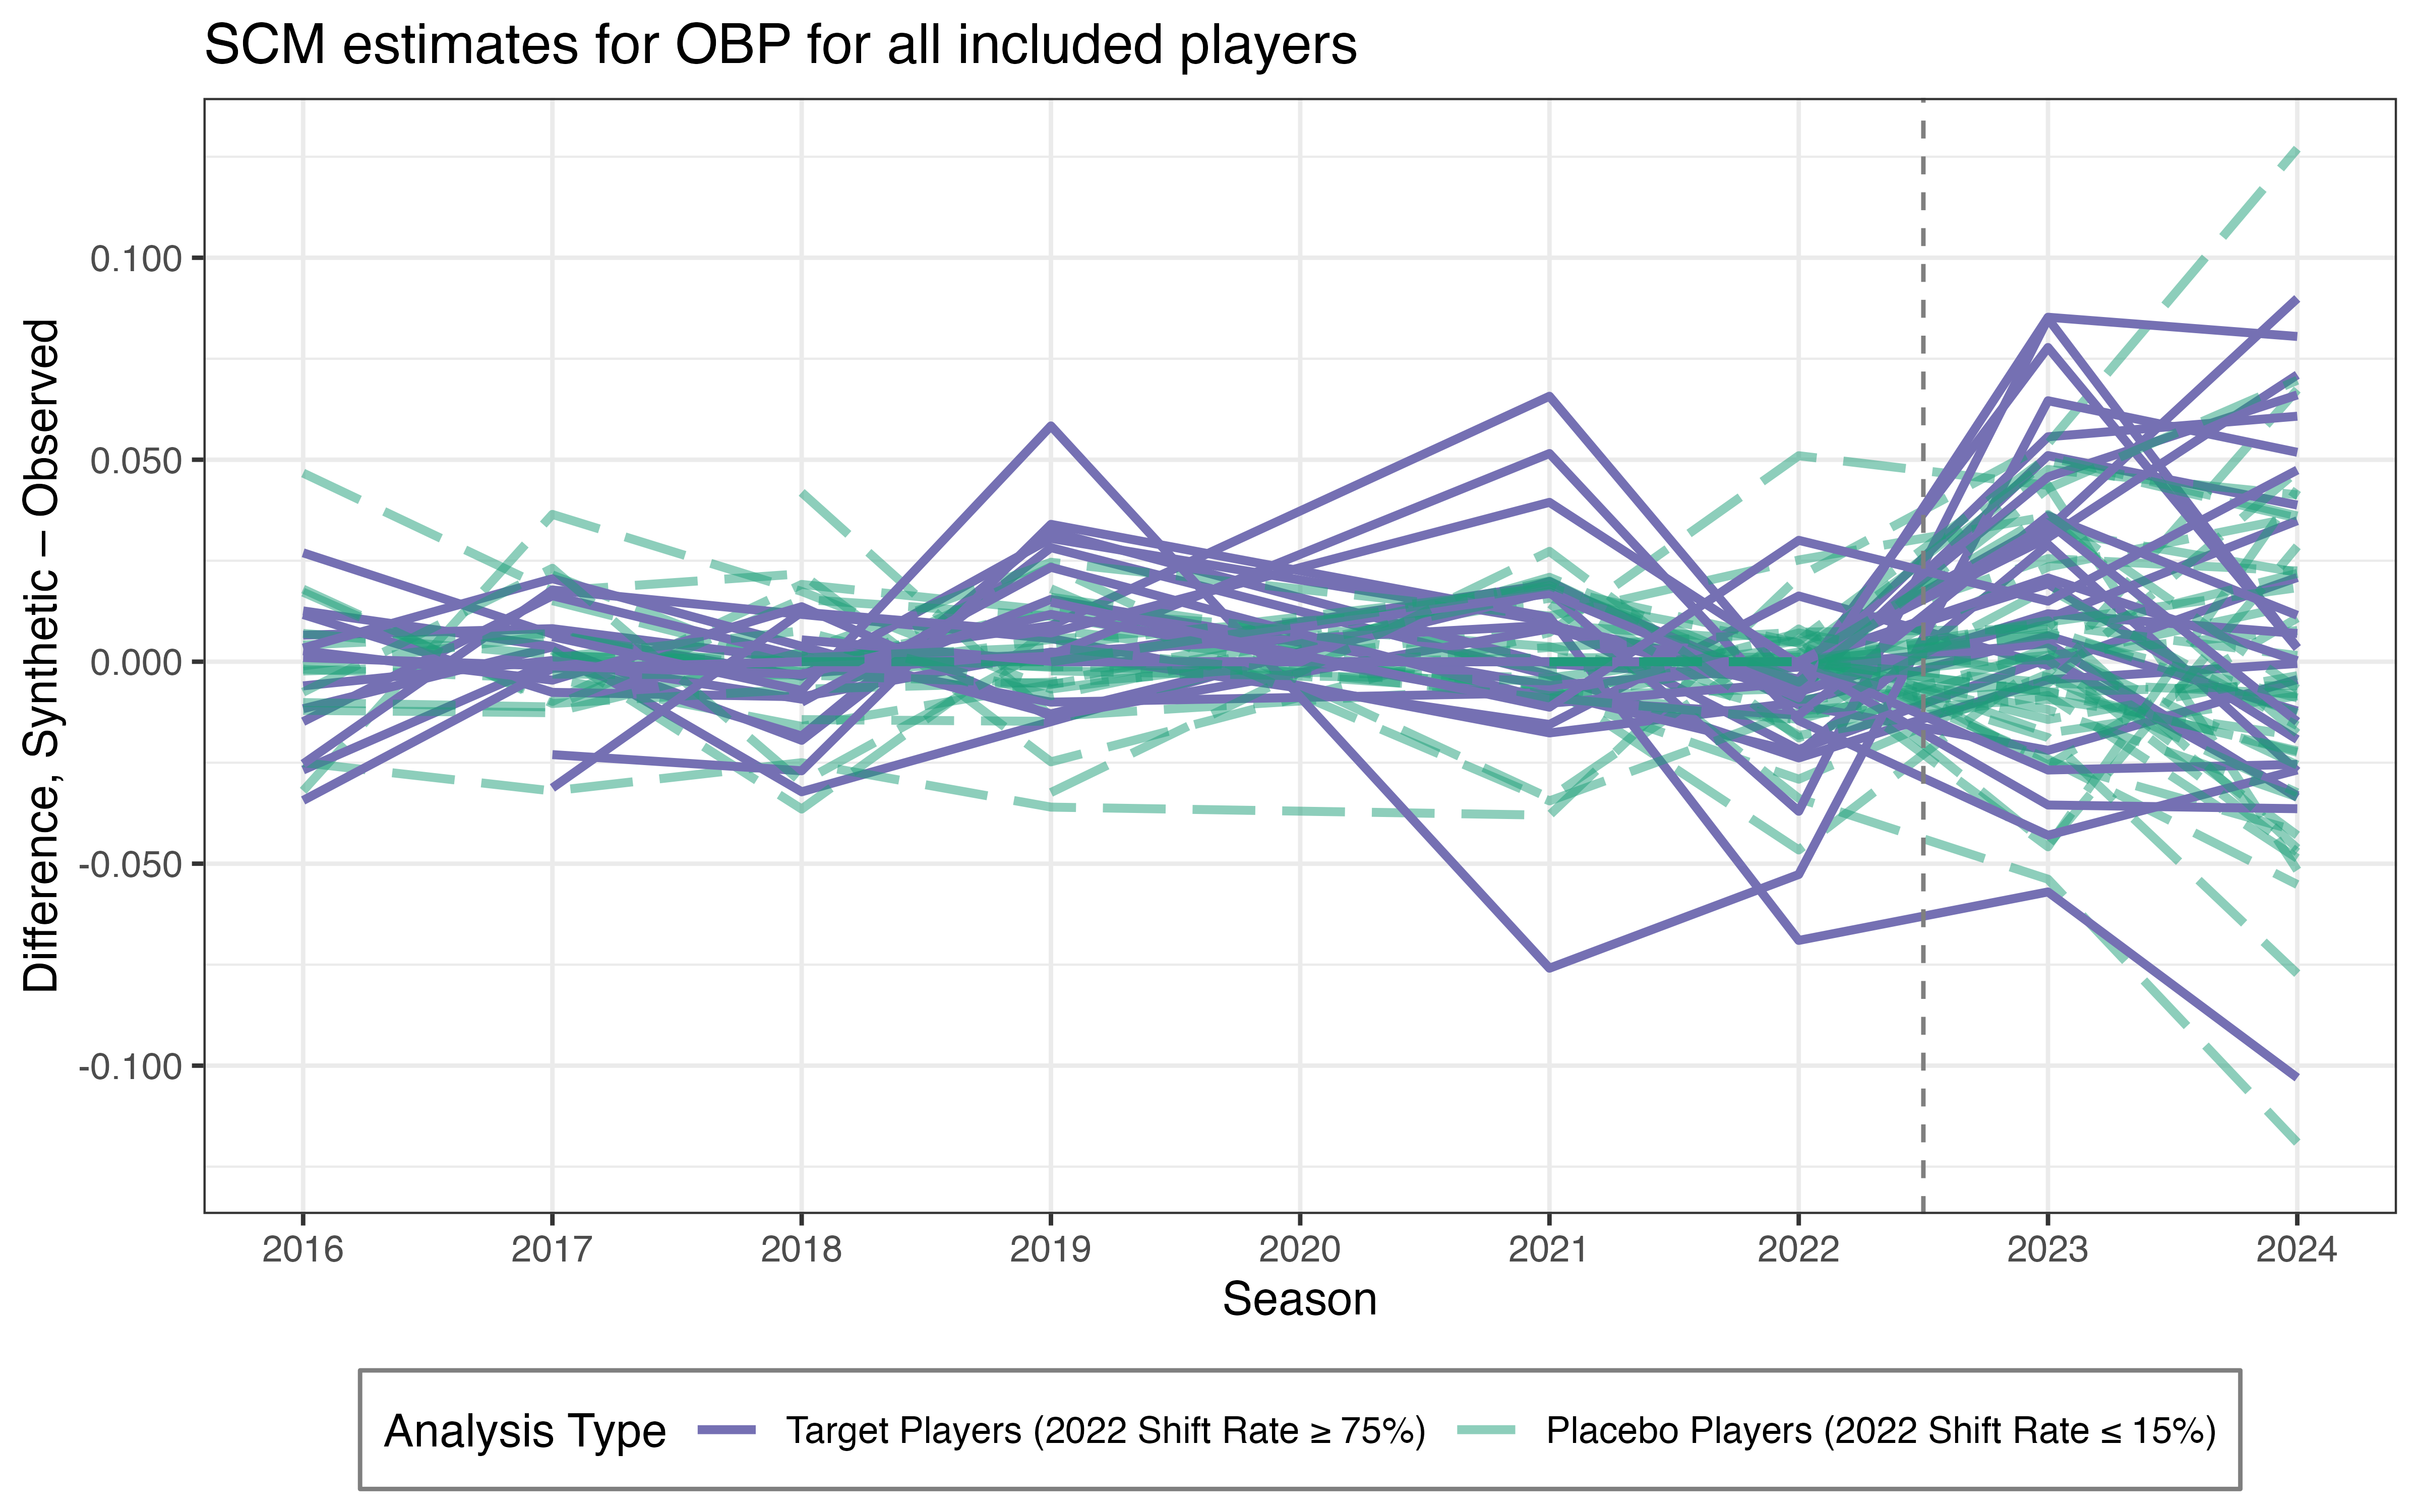 SCM estimates for OBP for all included players
Difference, Synthetic − Observed
0.100
0.050
0.000
-0.050
-0.100
2016 2017 2018 2019 2020 2021 2022 2023 2024
Season
Analysis Type Target Players (2022 Shift Rate ≥ 75%) Placebo Players (2022 Shift Rate ≤ 15%)